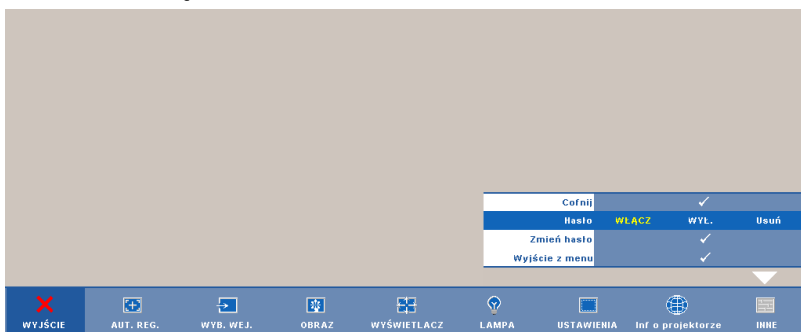 Cofnij
Hasło WŁĄCZ WYŁ. Usuń
Zmień hasło
Wyjście z menu
WYJŚCIE AUT. REG. WYB. WEJ. OBRAZ WYŚWIETLACZ LAMPA USTAWIENIA Inf o projektorze INNE